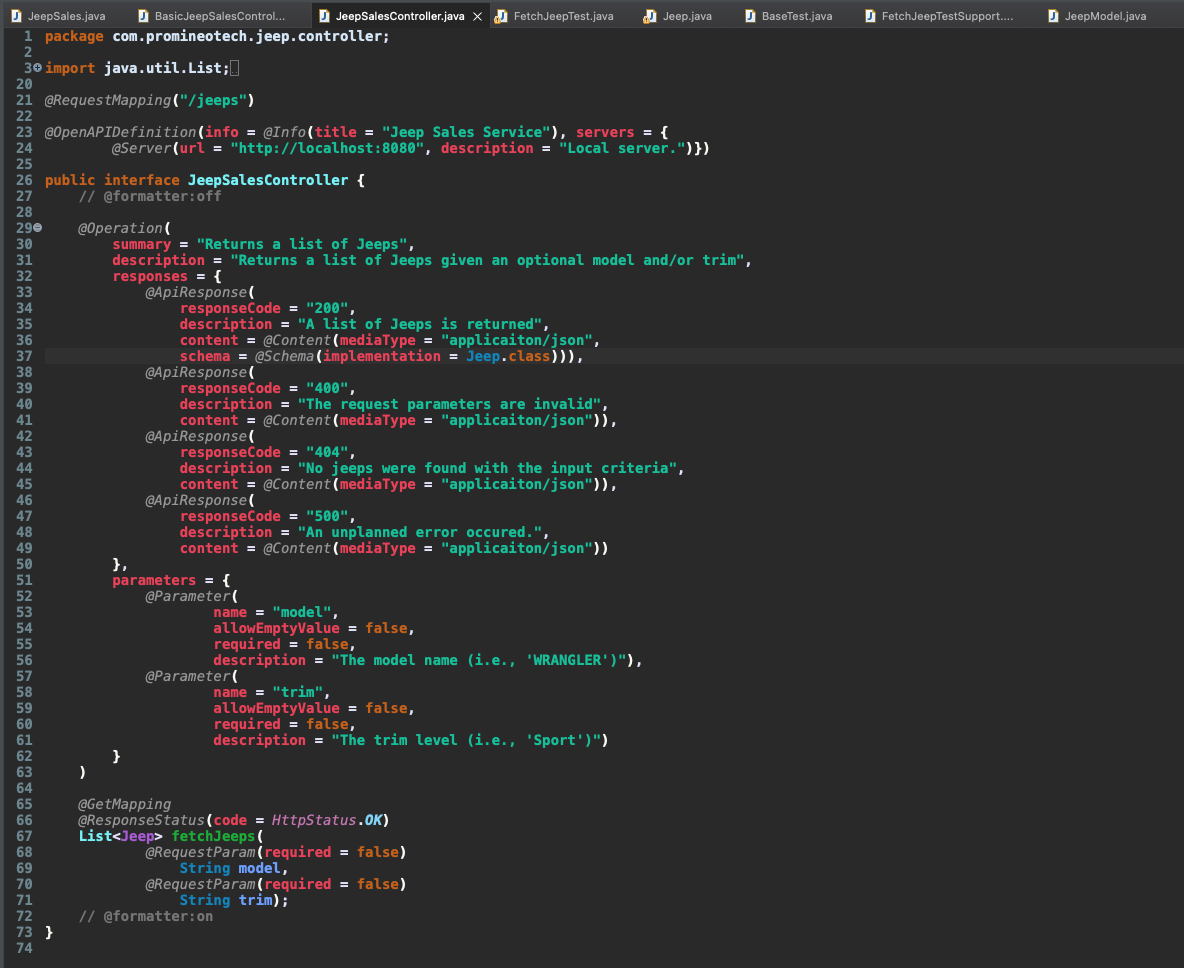 JeepSales.java BasicJeepSalesControl... JeepSalesController.java FetchJeepTest.java Jeep.java BaseTest.java FetchJeepTestSupport.... JeepModel.java
1 package com.promineotech.jeep.controller;
2
3 import java.util.List;
20
21 @RequestMapping("/jeeps")
22
23 @OpenAPIDefinition(info = @Info(title = "Jeep Sales Service"), servers = {
24 @Server(url = "http://localhost:8080", description = "Local server.")})
25
26 public interface JeepSalesController {
27 // @formatter:off
28
29 @Operation(
30 summary = "Returns a list of Jeeps",
31 description = "Returns a list of Jeeps given an optional model and/or trim",
32 responses = {
33 @ApiResponse(
34 responseCode = "200",
35 description = "A list of Jeeps is returned",
36 content = @Content(mediaType = "applicaiton/json",
37 schema = @Schema(implementation = Jeep.class))),
38 @ApiResponse(
39 responseCode = "400",
40 description = "The request parameters are invalid",
41 content = @Content(mediaType = "applicaiton/json")),
42 @ApiResponse(
43 responseCode = "404",
44 description = "No jeeps were found with the input criteria",
45 content = @Content(mediaType = "applicaiton/json")),
46 @ApiResponse(
47 responseCode = "500",
48 description = "An unplanned error occured.",
49 content = @Content(mediaType = "applicaiton/json"))
50 },
51 parameters = {
52 @Parameter(
53 name = "model",
54 allowEmptyValue = false,
55 required = false,
56 description = "The model name (i.e., 'WRANGLER')"),
57 @Parameter(
58 name = "trim",
59 allowEmptyValue = false,
60 required = false,
61 description = "The trim level (i.e., 'Sport')")
62 }
63 )
64
65 @GetMapping
66 @ResponseStatus(code = HttpStatus.OK)
67 List<Jeep> fetchJeeps(
68 @RequestParam(required = false)
69 String model,
70 @RequestParam(required = false)
71 String trim);
72 // @formatter:on
73 }
74